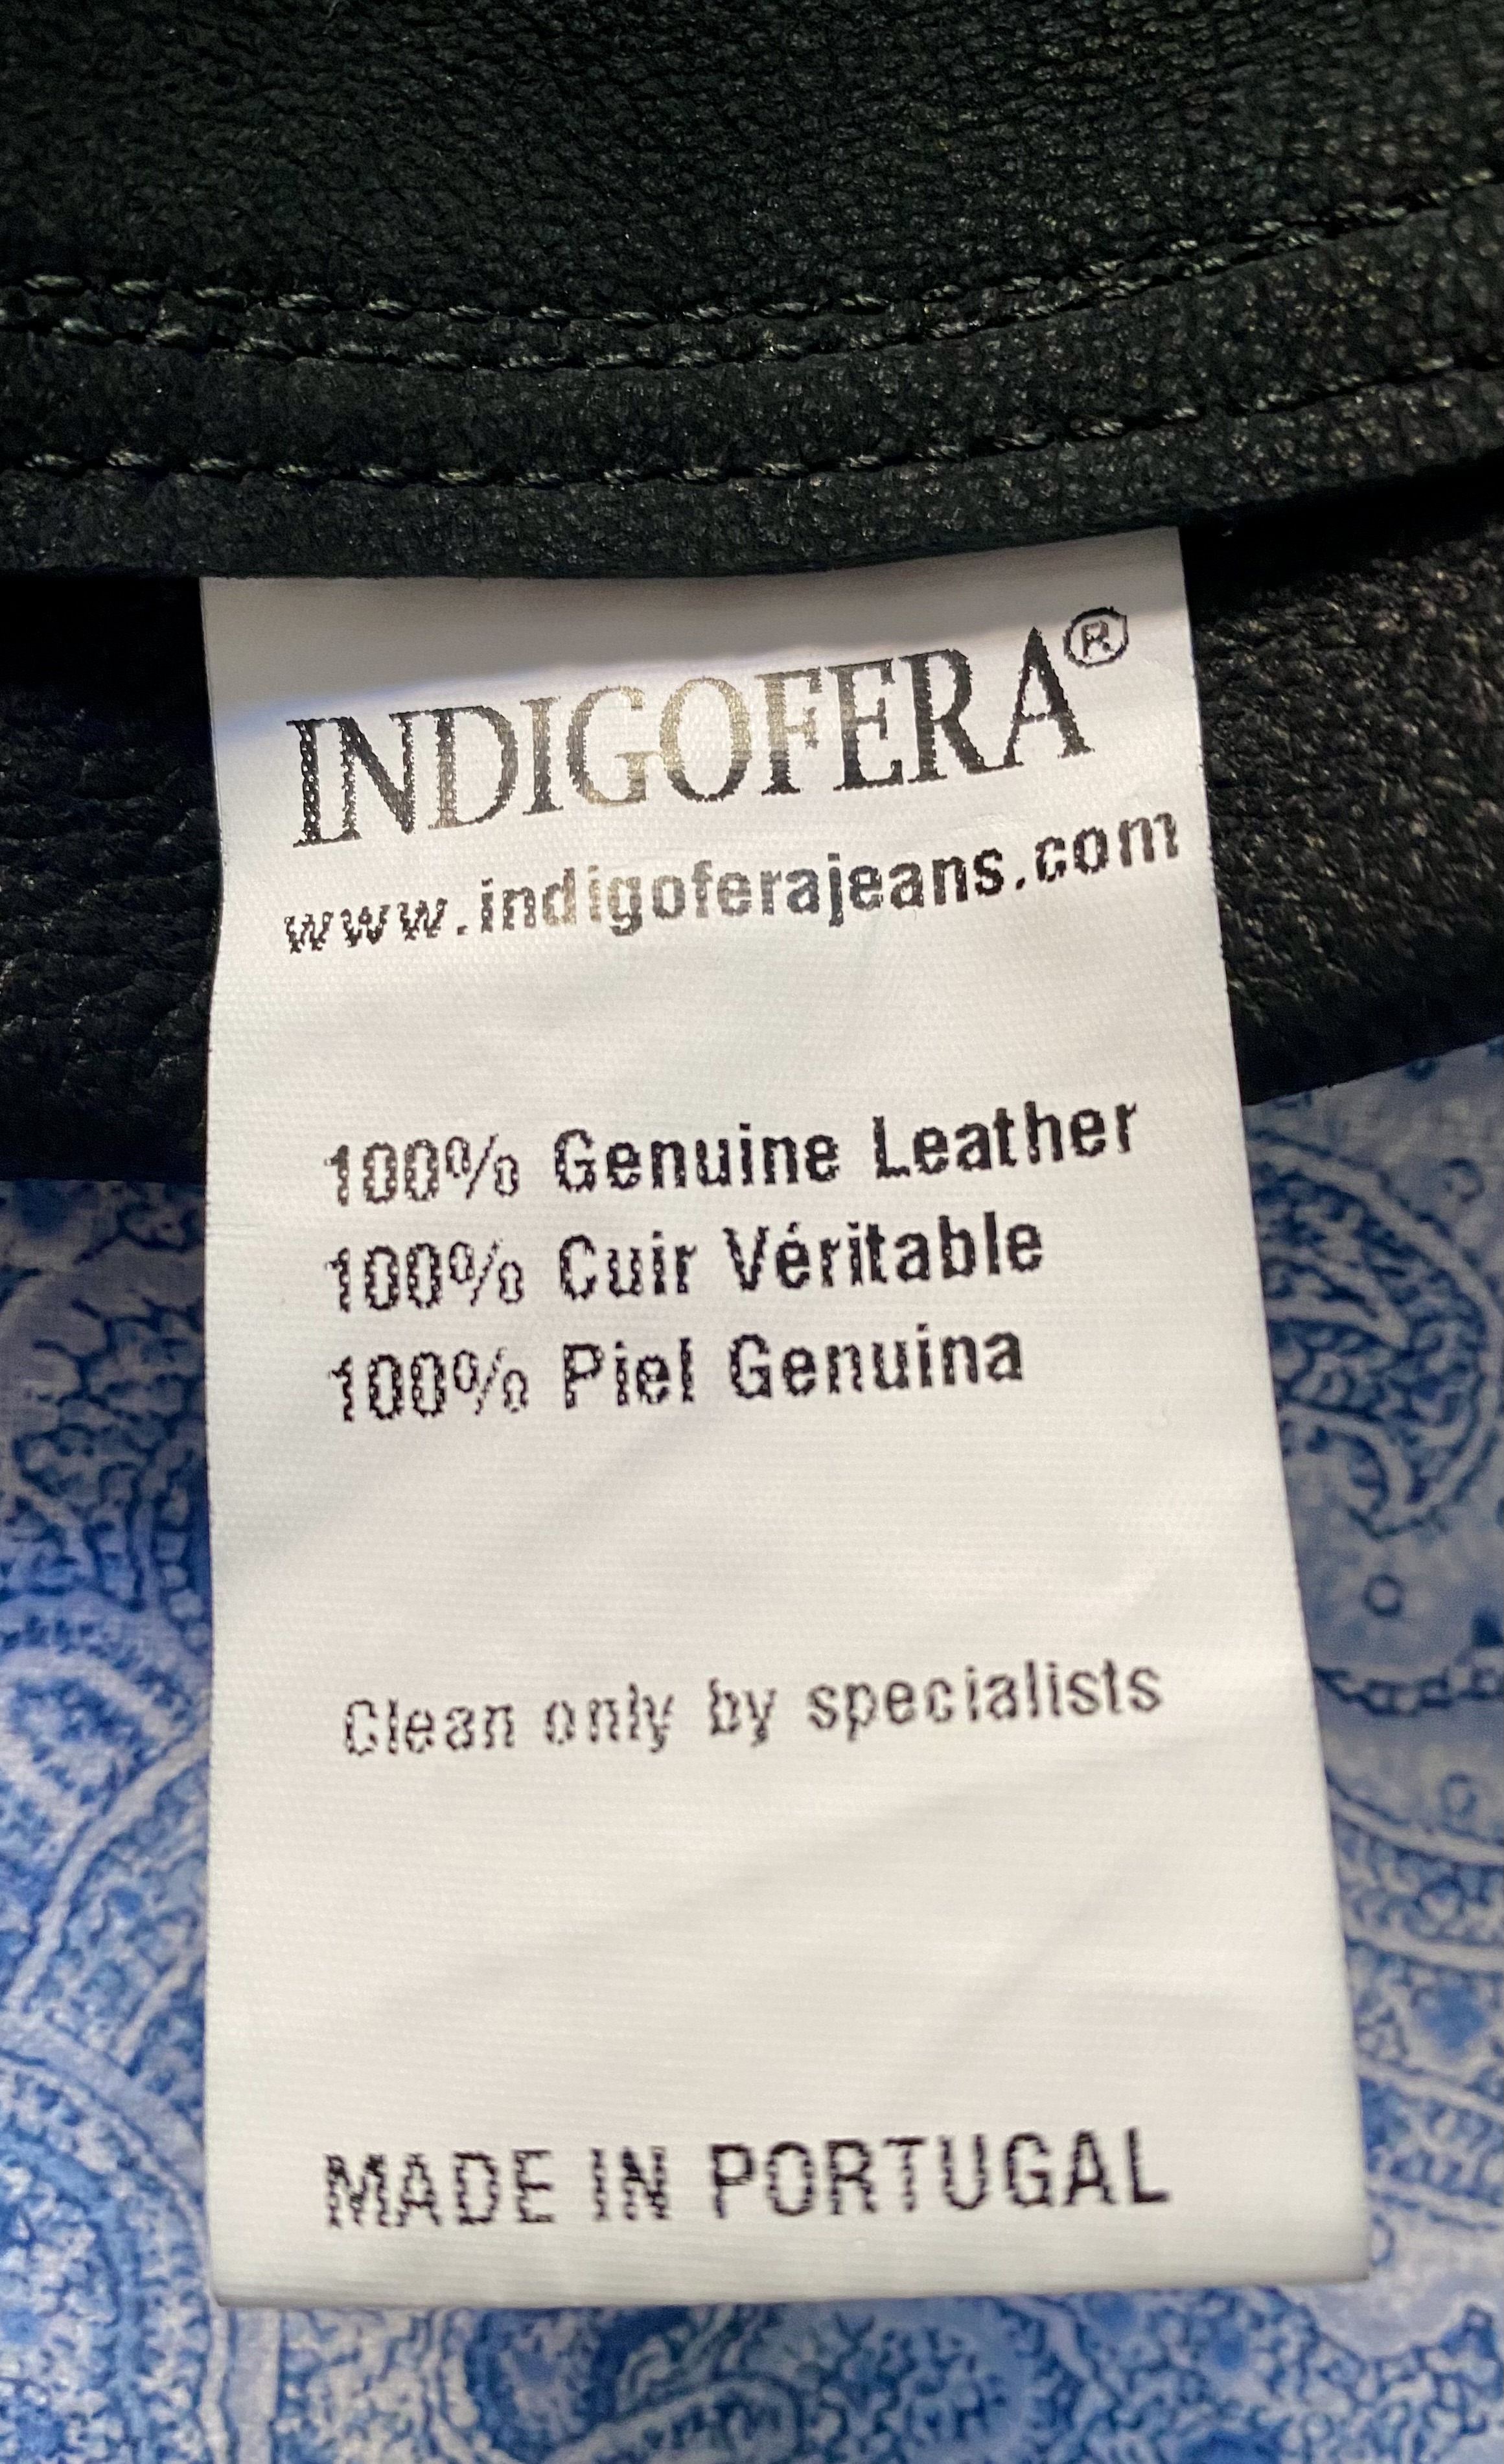 INDIGOFERA®
www.indigoferajeans.com
100% Genuine Leather
100% Cuir Véritable
100% Piel Genuina
Clean only by specialists
MADE IN PORTUGAL